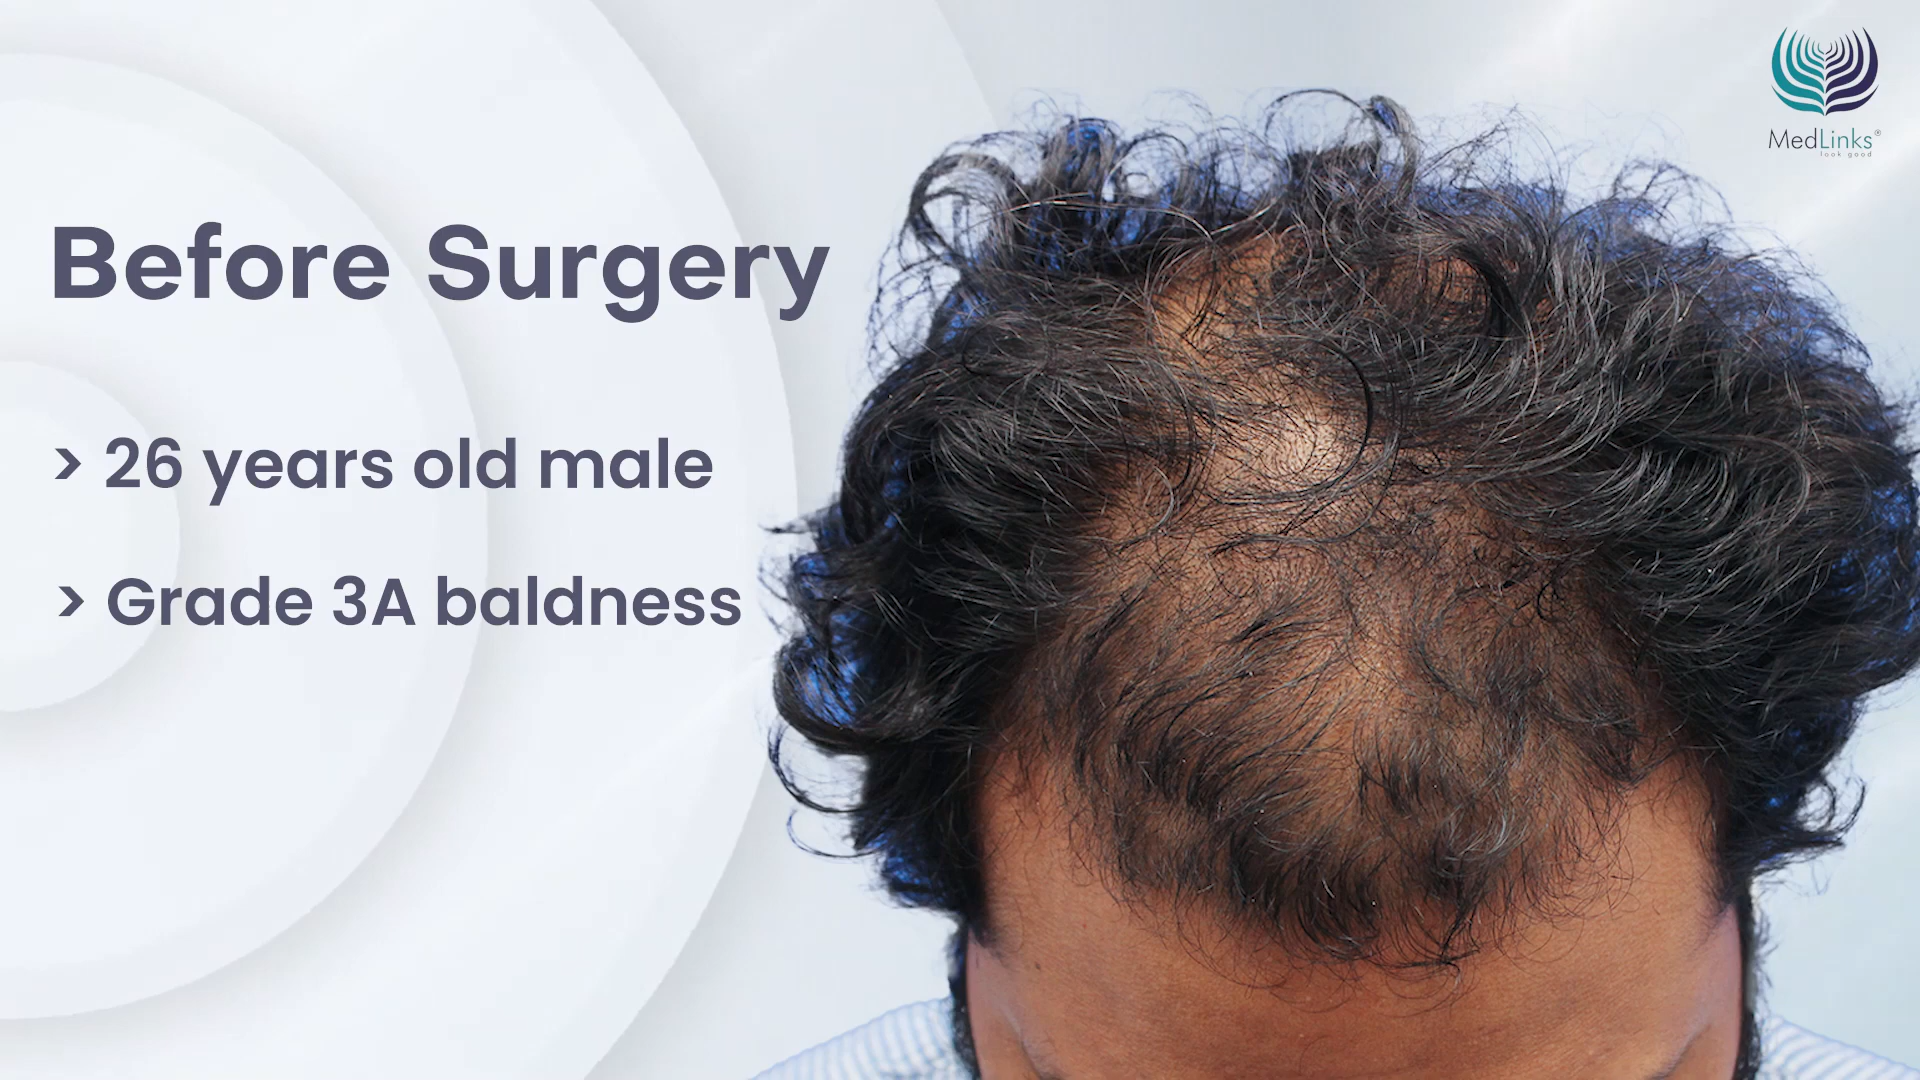 MedLinks®
look good
Before Surgery
> 26 years old male
> Grade 3A baldness